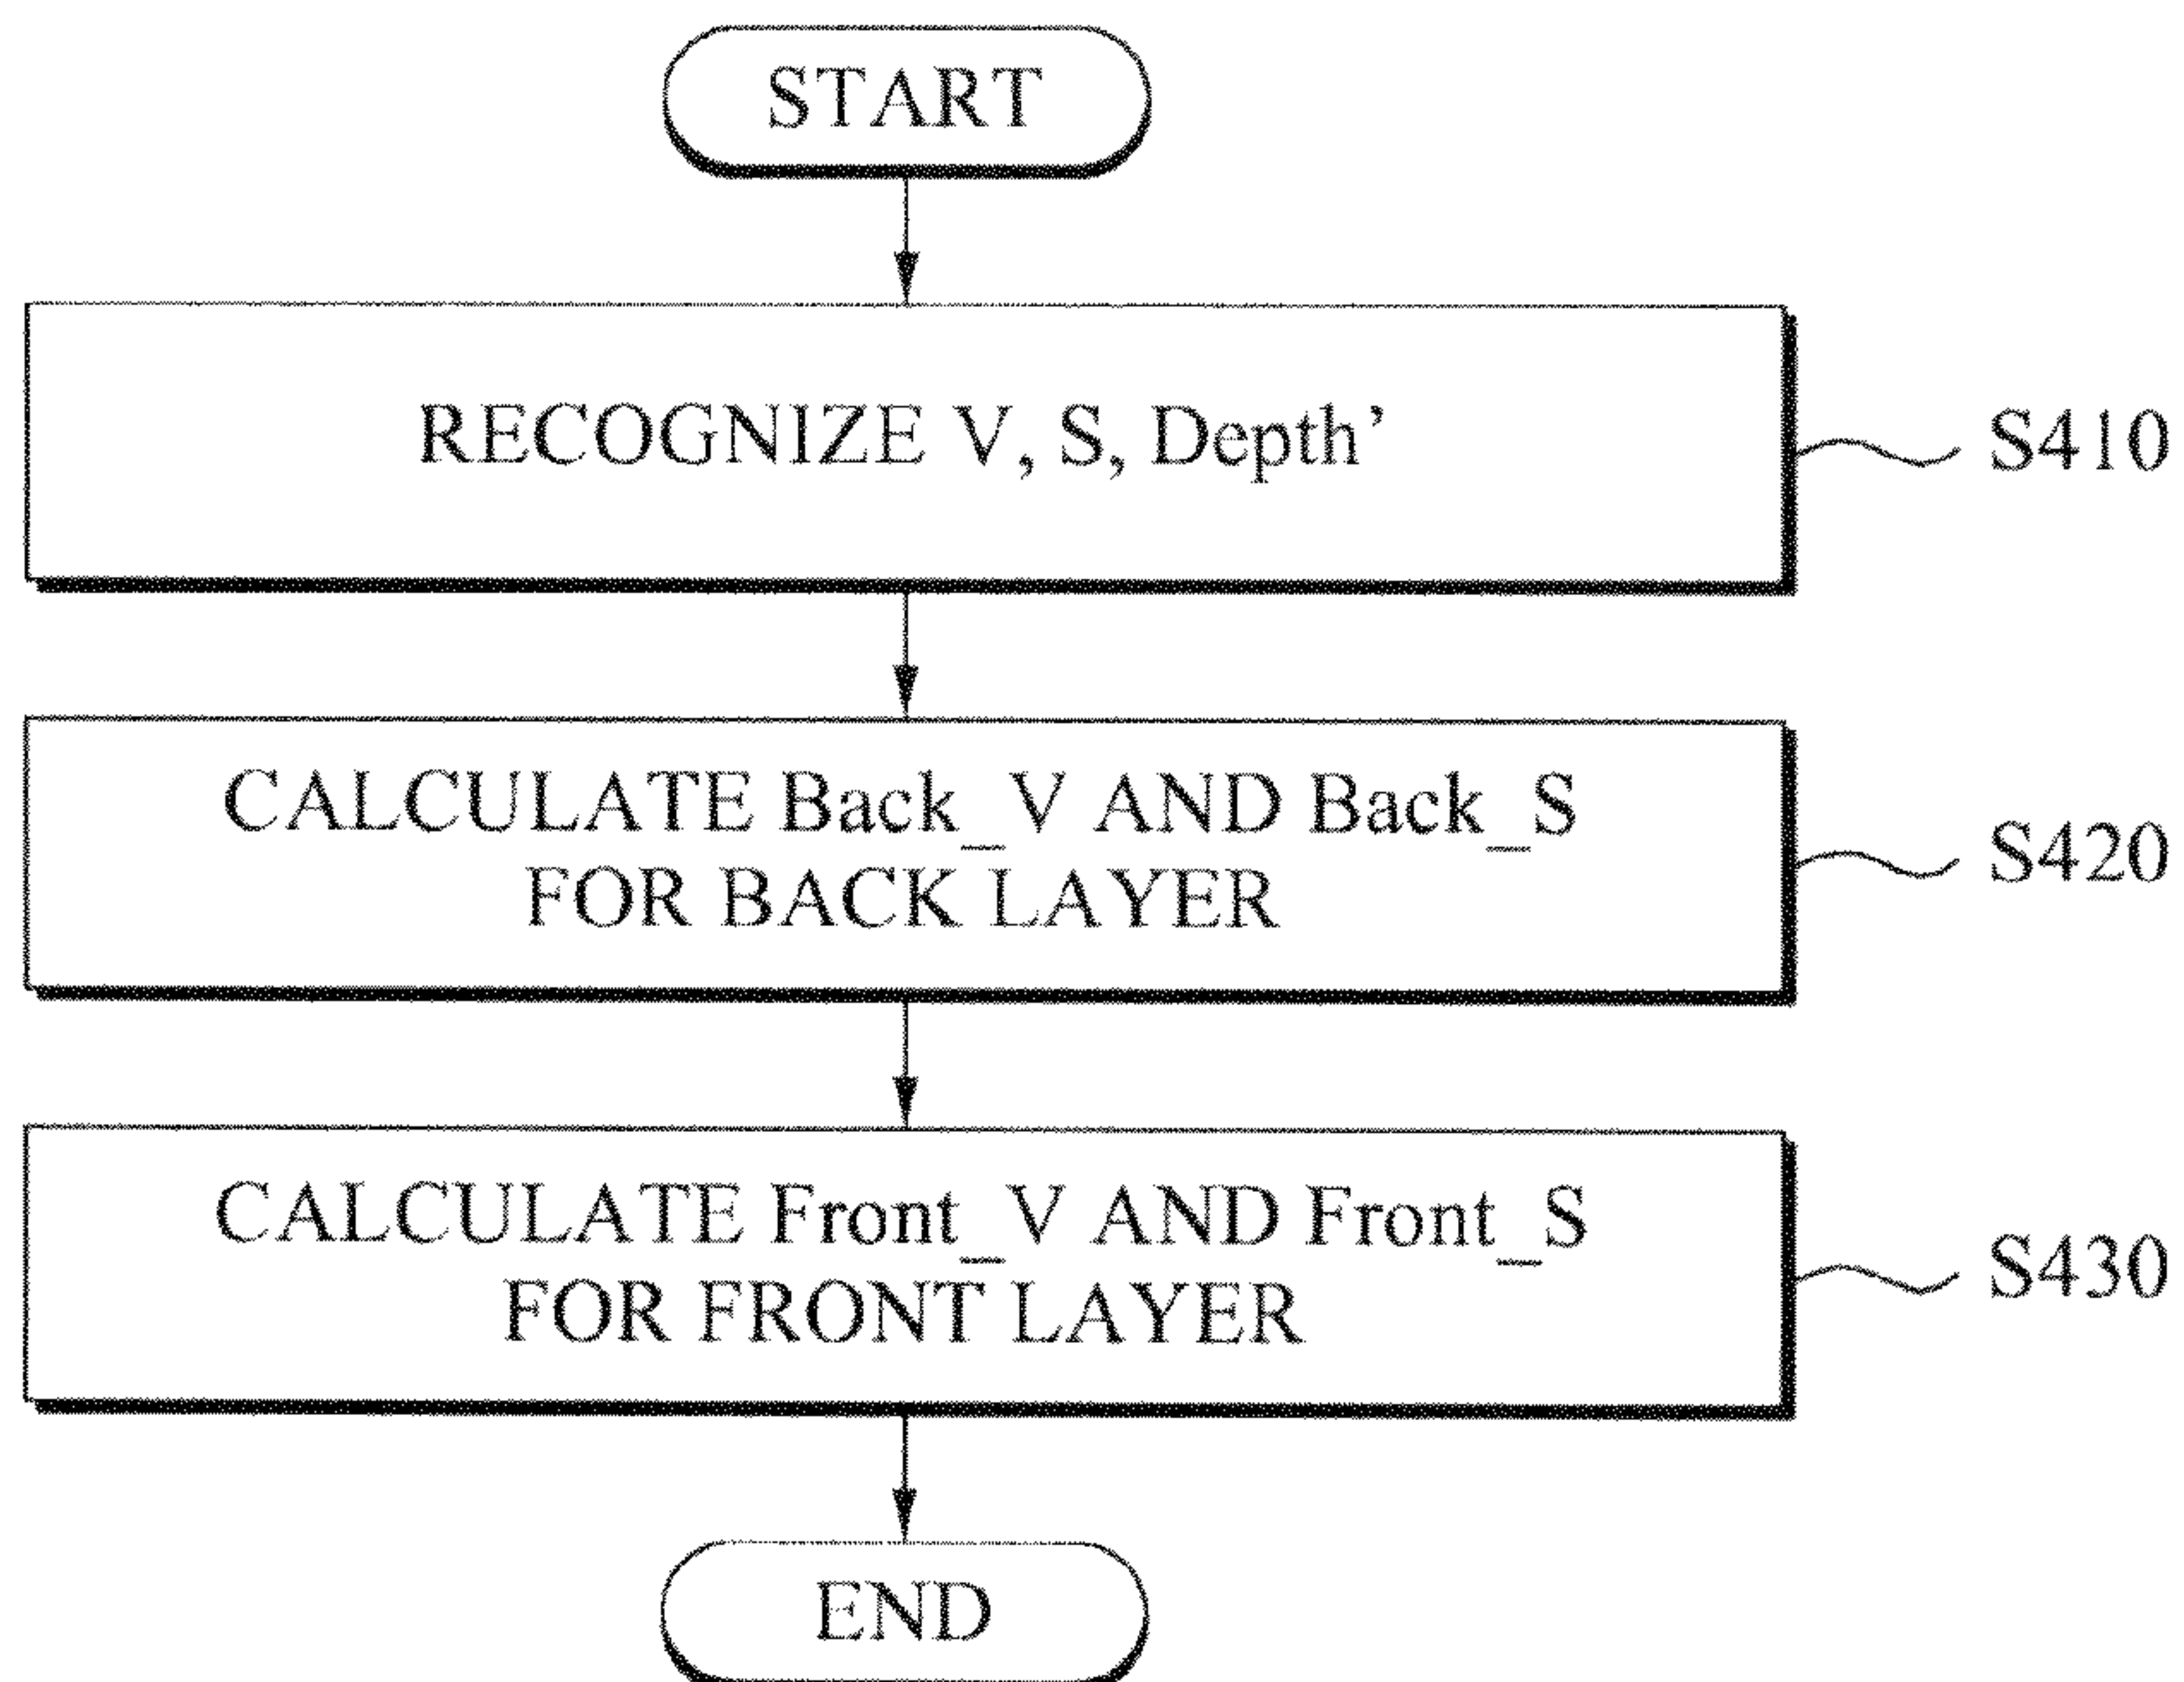 START
RECOGNIZE V, S, Depth’
S410
CALCULATE Back_V AND Back_S
FOR BACK LAYER
S420
CALCULATE Front_V AND Front_S
FOR FRONT LAYER
S430
END